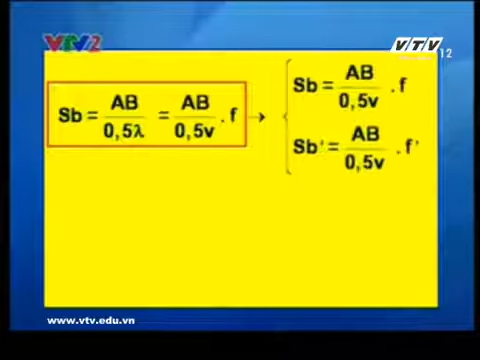 VTV2
VTV
12
Sb = AB / 0,5λ = AB / 0,5v . f →
Sb = AB / 0,5v . f
Sb' = AB / 0,5v . f'
www.vtv.edu.vn